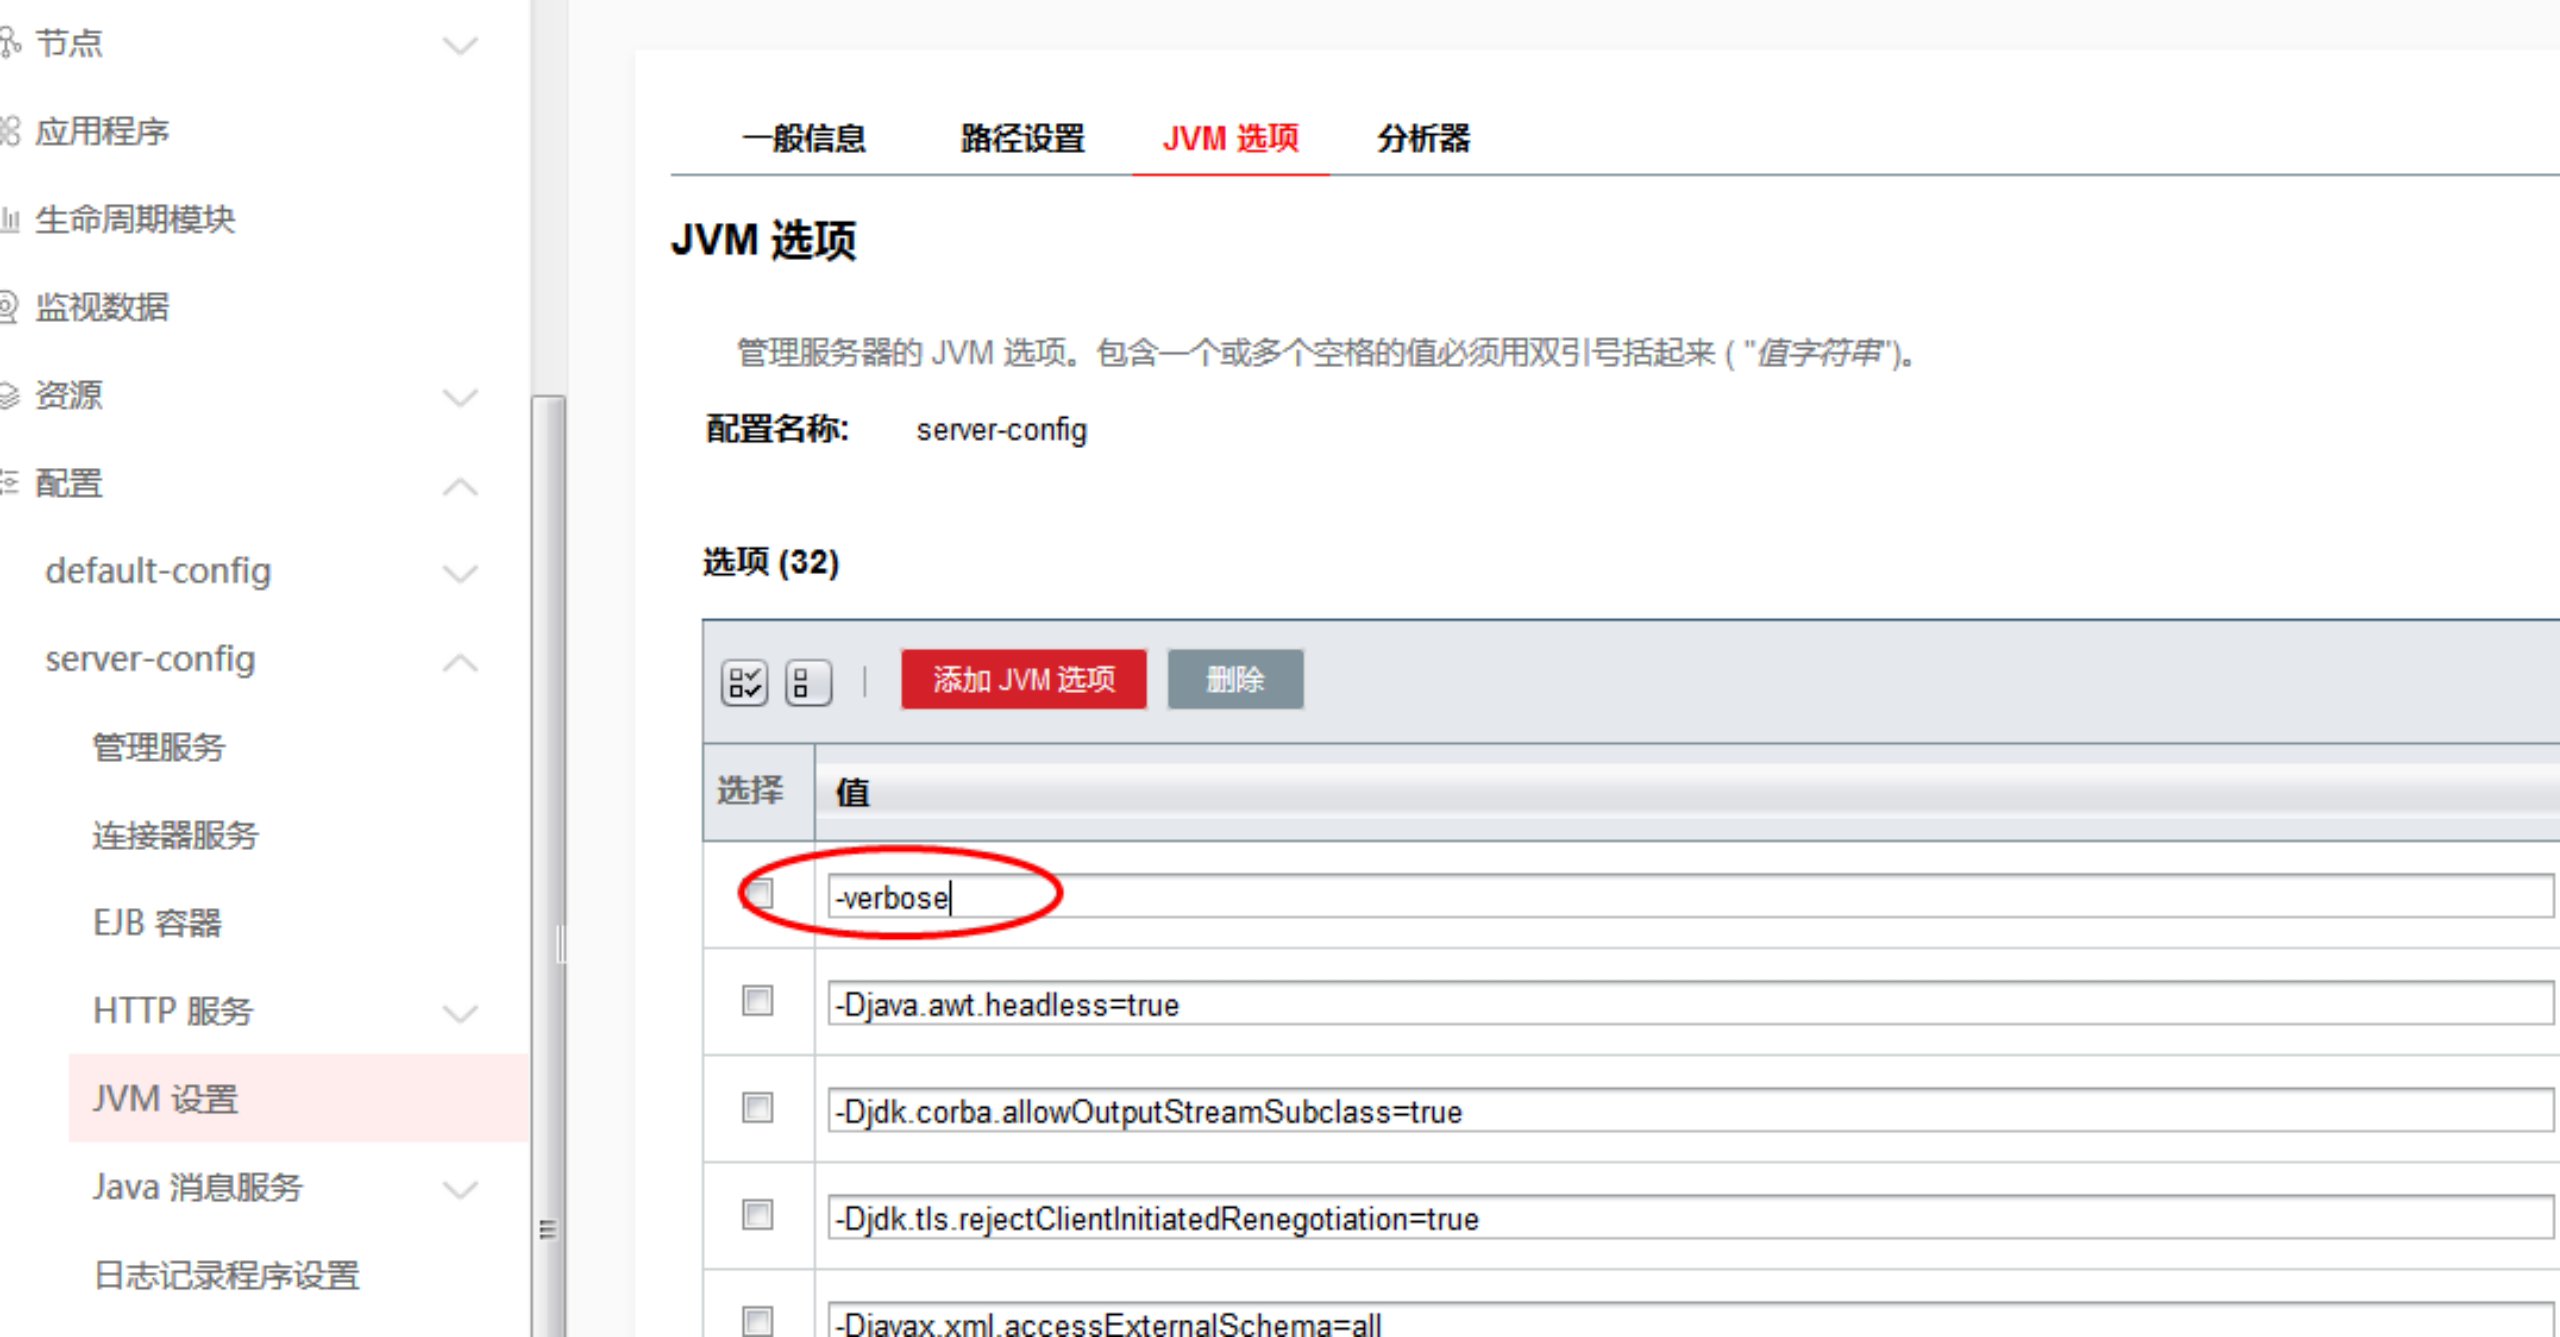 节点
应用程序
生命周期模块
监视数据
资源
配置
default-config
server-config
管理服务
连接器服务
EJB 容器
HTTP 服务
JVM 设置
Java 消息服务
日志记录程序设置
一般信息 路径设置 JVM 选项 分析器
JVM 选项
管理服务器的 JVM 选项。包含一个或多个空格的值必须用双引号括起来 ( "值字符串")。
配置名称: server-config
选项 (32)
添加 JVM 选项 删除
选择 值
-verbose
-Djava.awt.headless=true
-Djdk.corba.allowOutputStreamSubclass=true
-Djdk.tls.rejectClientInitiatedRenegotiation=true
-Djavax.xml.accessExternalSchema=all